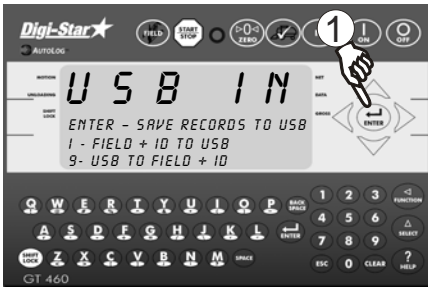 Digi-Star
AUTOLOG
FIELD
START STOP
>0< ZERO
1
I ON
O OFF
MOTION
UNLOADING
SHIFT LOCK
USB IN
ENTER - SAVE RECORDS TO USB
1 - FIELD + ID TO USB
9- USB TO FIELD + ID
NET
DATA
GROSS
ENTER
Q W E R T Y U I O P BACK SPACE
A S D F G H J K L ENTER
SHIFT LOCK Z X C V B N M SPACE
1 2 3 FUNCTION
4 5 6 SELECT
7 8 9
ESC 0 CLEAR ? HELP
GT 460